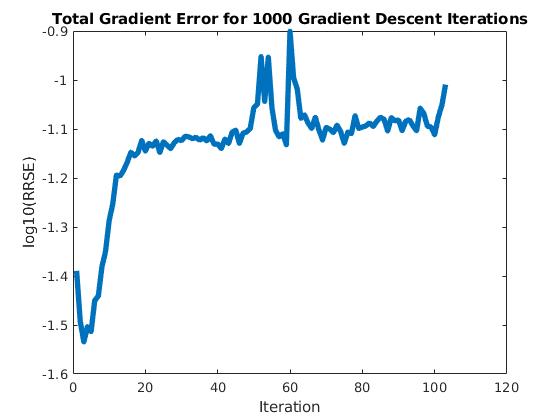 Total Gradient Error for 1000 Gradient Descent Iterations
-0.9
-1
-1.1
-1.2
-1.3
-1.4
-1.5
-1.6
log10(RRSE)
0 20 40 60 80 100 120
Iteration